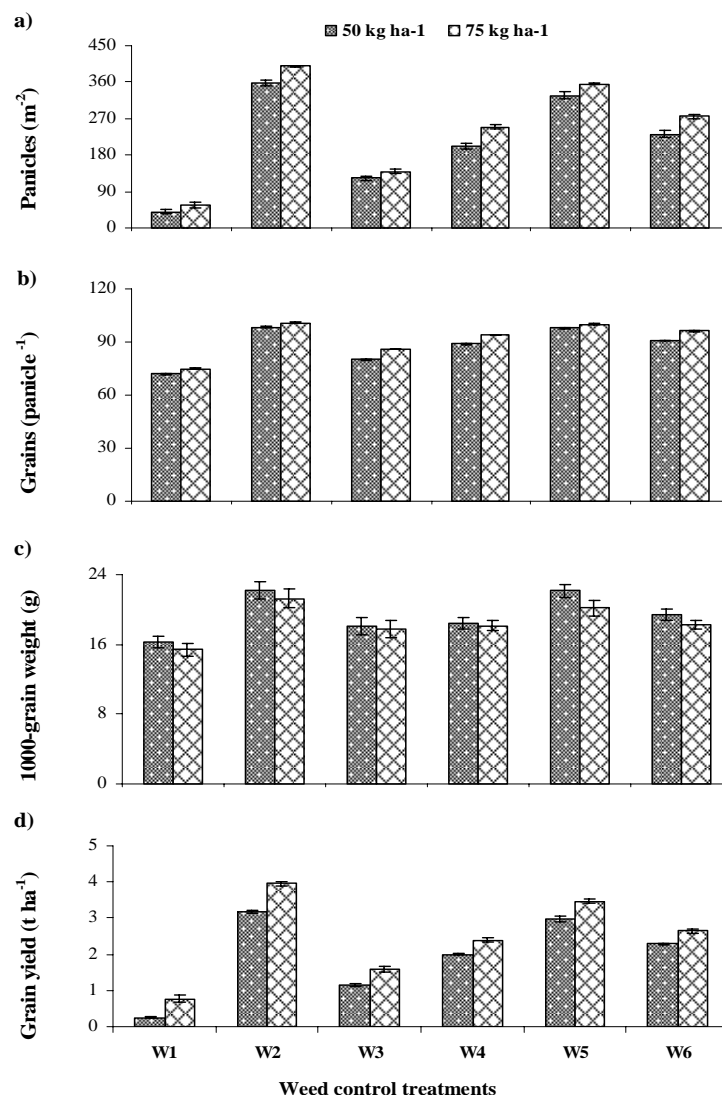 a)
50 kg ha-1 75 kg ha-1
Panicles (m-2)
450
360
270
180
90
0
b)
Grains (panicle -1)
120
90
60
30
0
c)
1000-grain weight (g)
24
16
8
0
d)
Grain yield (t ha-1)
5
4
3
2
1
0
W1 W2 W3 W4 W5 W6
Weed control treatments